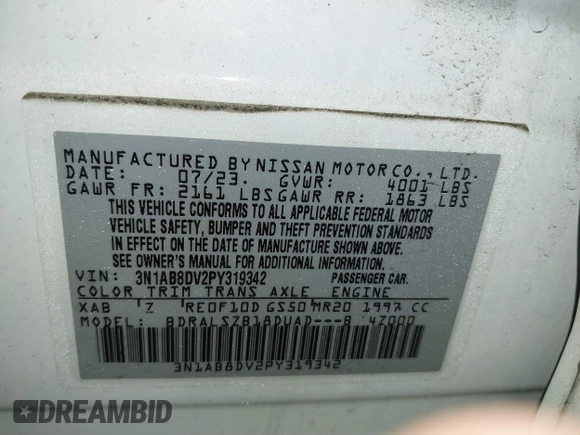 MANUFACTURED BY NISSAN MOTOR CO., LTD.
DATE: 07/23. GVWR: 4001 LBS
GAWR FR: 2161 LBS GAWR RR: 1863 LBS
THIS VEHICLE CONFORMS TO ALL APPLICABLE FEDERAL MOTOR
VEHICLE SAFETY, BUMPER AND THEFT PREVENTION STANDARDS
IN EFFECT ON THE DATE OF MANUFACTURE SHOWN ABOVE.
SEE OWNER'S MANUAL FOR ADDITIONAL INFORMATION.
VIN: 3N1AB8DV2PY319342 PASSENGER CAR.
COLOR TRIM TRANS AXLE ENGINE
XAB Z RE0F10D GS50 MR20 1997 CC
MODEL: BDRALSZB18DUAD---B 4Z000
3N1AB8DV2PY319342
DREAMBID